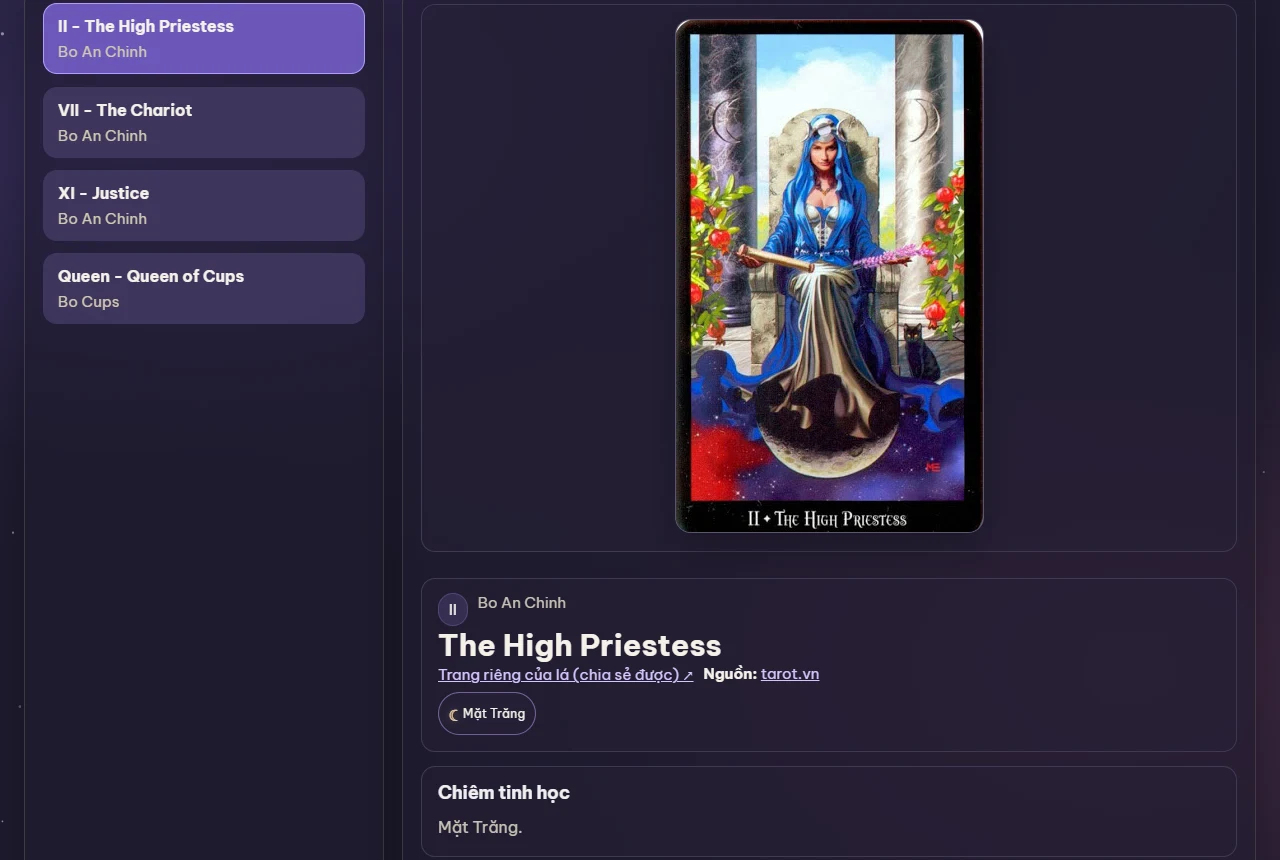 II – The High Priestess
Bo An Chinh
VII – The Chariot
Bo An Chinh
XI – Justice
Bo An Chinh
Queen – Queen of Cups
Bo Cups
ME
II ✦ The High Priestess
II
Bo An Chinh
The High Priestess
Trang riêng của lá (chia sẻ được) ↗ Nguồn: tarot.vn
☾ Mặt Trăng
Chiêm tinh học
Mặt Trăng.